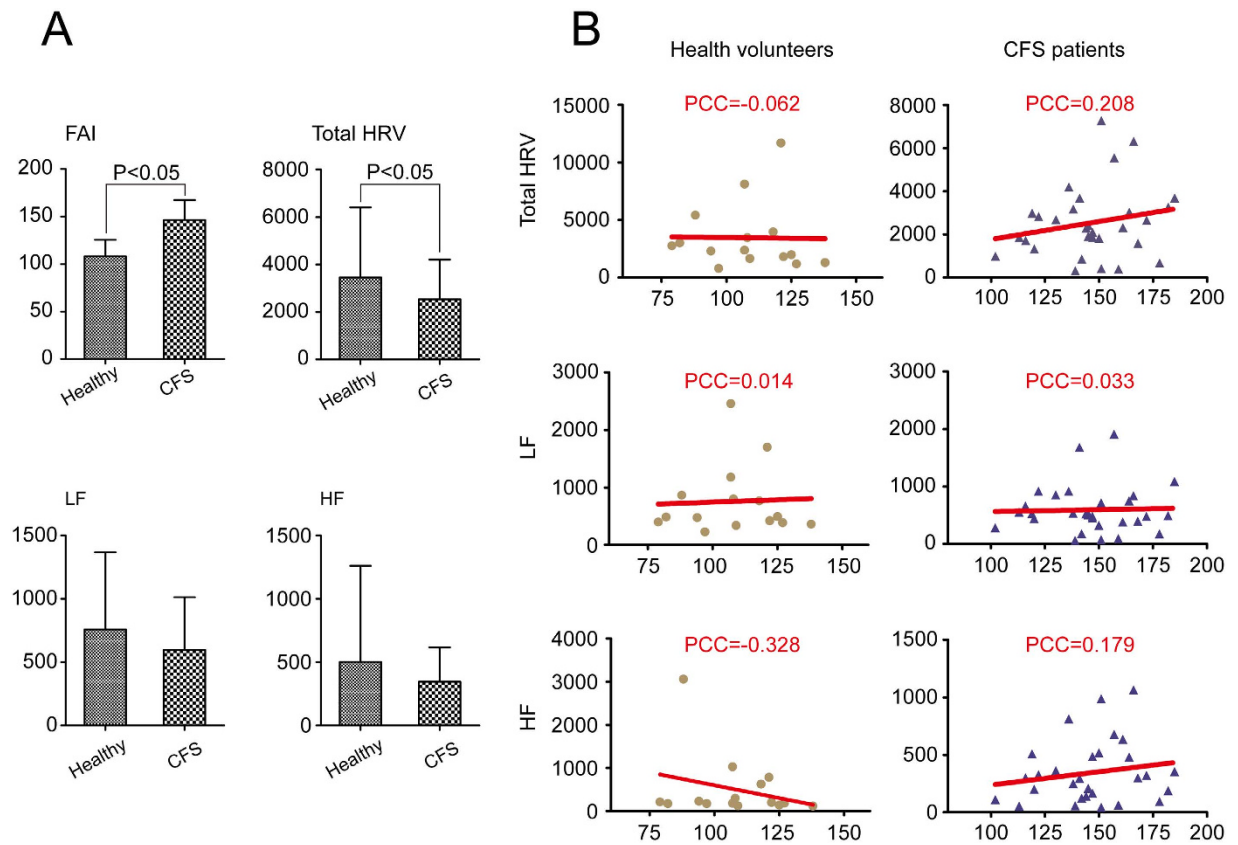 A
FAI
P<0.05
200
150
100
50
0
Healthy
CFS
Total HRV
P<0.05
8000
6000
4000
2000
0
Healthy
CFS
LF
1500
1000
500
0
Healthy
CFS
HF
1500
1000
500
0
Healthy
CFS
B
Health volunteers
CFS patients
Total HRV
PCC=-0.062
15000
10000
5000
0
75
100
125
150
PCC=0.208
8000
6000
4000
2000
0
100
125
150
175
200
LF
PCC=0.014
3000
2000
1000
0
75
100
125
150
PCC=0.033
3000
2000
1000
0
100
125
150
175
200
HF
PCC=-0.328
4000
3000
2000
1000
0
75
100
125
150
PCC=0.179
1500
1000
500
0
100
125
150
175
200